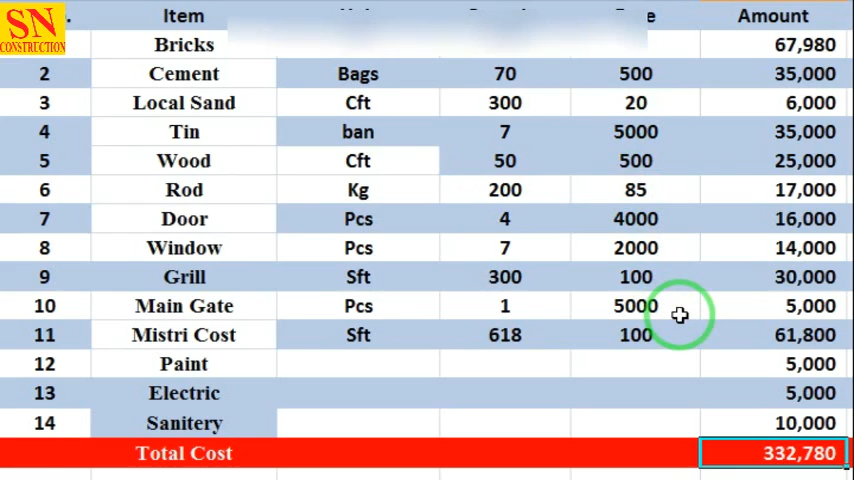 SN
CONSTRUCTION
Item Amount
Bricks 67,980
2 Cement Bags 70 500 35,000
3 Local Sand Cft 300 20 6,000
4 Tin ban 7 5000 35,000
5 Wood Cft 50 500 25,000
6 Rod Kg 200 85 17,000
7 Door Pcs 4 4000 16,000
8 Window Pcs 7 2000 14,000
9 Grill Sft 300 100 30,000
10 Main Gate Pcs 1 5000 5,000
11 Mistri Cost Sft 618 100 61,800
12 Paint 5,000
13 Electric 5,000
14 Sanitery 10,000
Total Cost 332,780